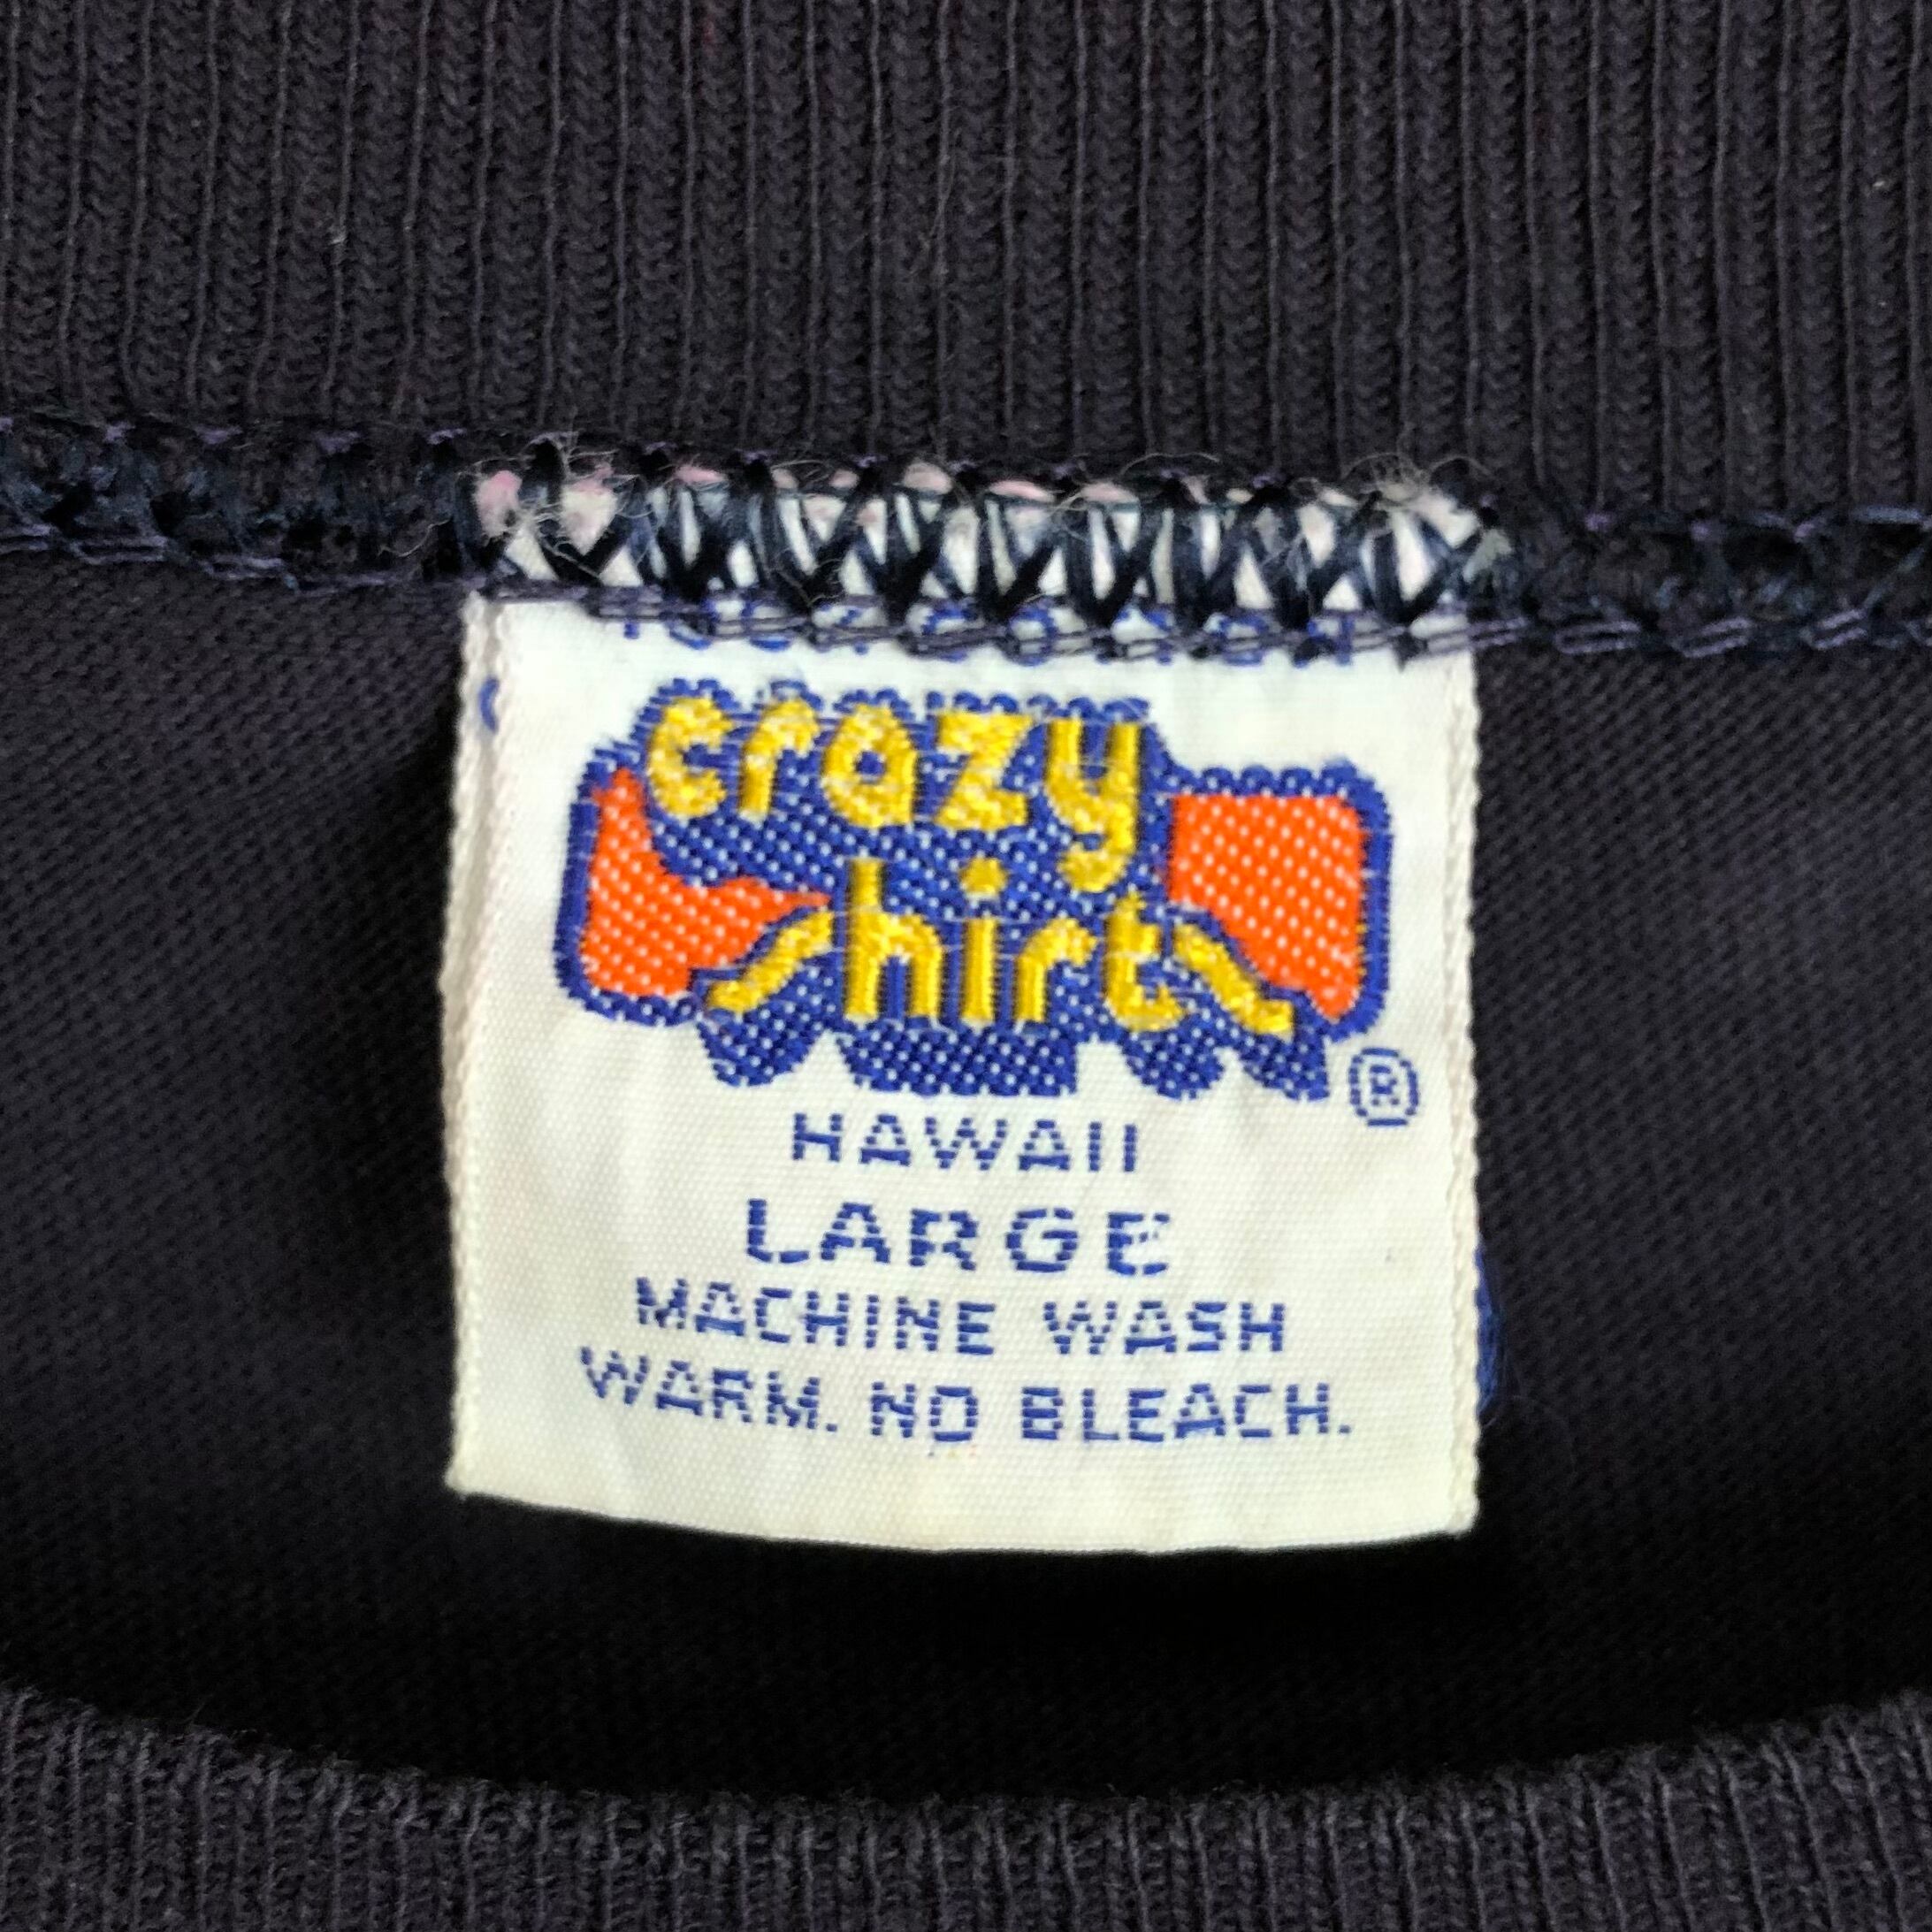 crazy
shirts
®
HAWAII
LARGE
MACHINE WASH
WARM. NO BLEACH.